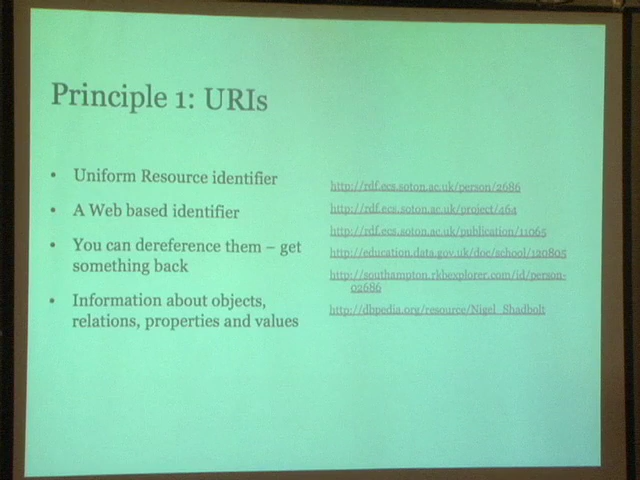 Principle 1: URIs
• Uniform Resource identifier
• A Web based identifier
• You can dereference them – get
something back
• Information about objects,
relations, properties and values
http://rdf.ecs.soton.ac.uk/person/2686
http://rdf.ecs.soton.ac.uk/project/464
http://rdf.ecs.soton.ac.uk/publication/11065
http://education.data.gov.uk/doc/school/120805
http://southampton.rkbexplorer.com/id/person-
02686
http://dbpedia.org/resource/Nigel_Shadbolt